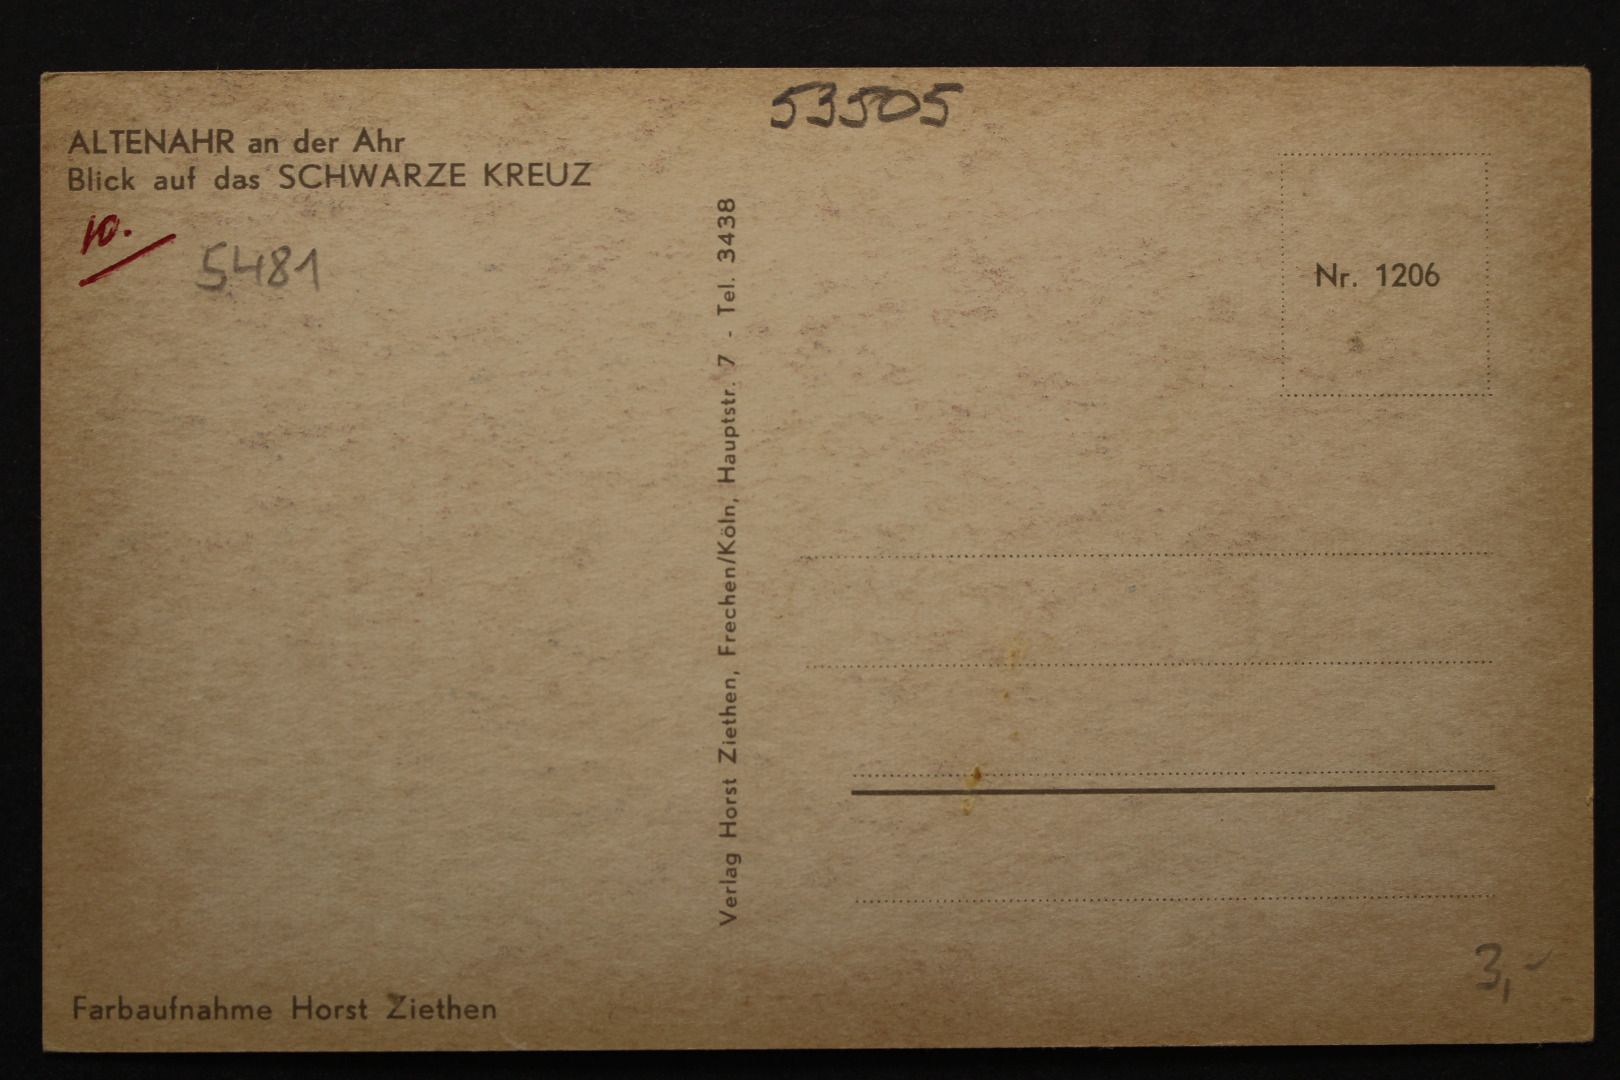 53505
ALTENAHR an der Ahr
Blick auf das SCHWARZE KREUZ
10.
5481
Verlag Horst Ziethen, Frechen/Köln, Hauptstr. 7 - Tel. 3438
Nr. 1206
3,-
Farbaufnahme Horst Ziethen